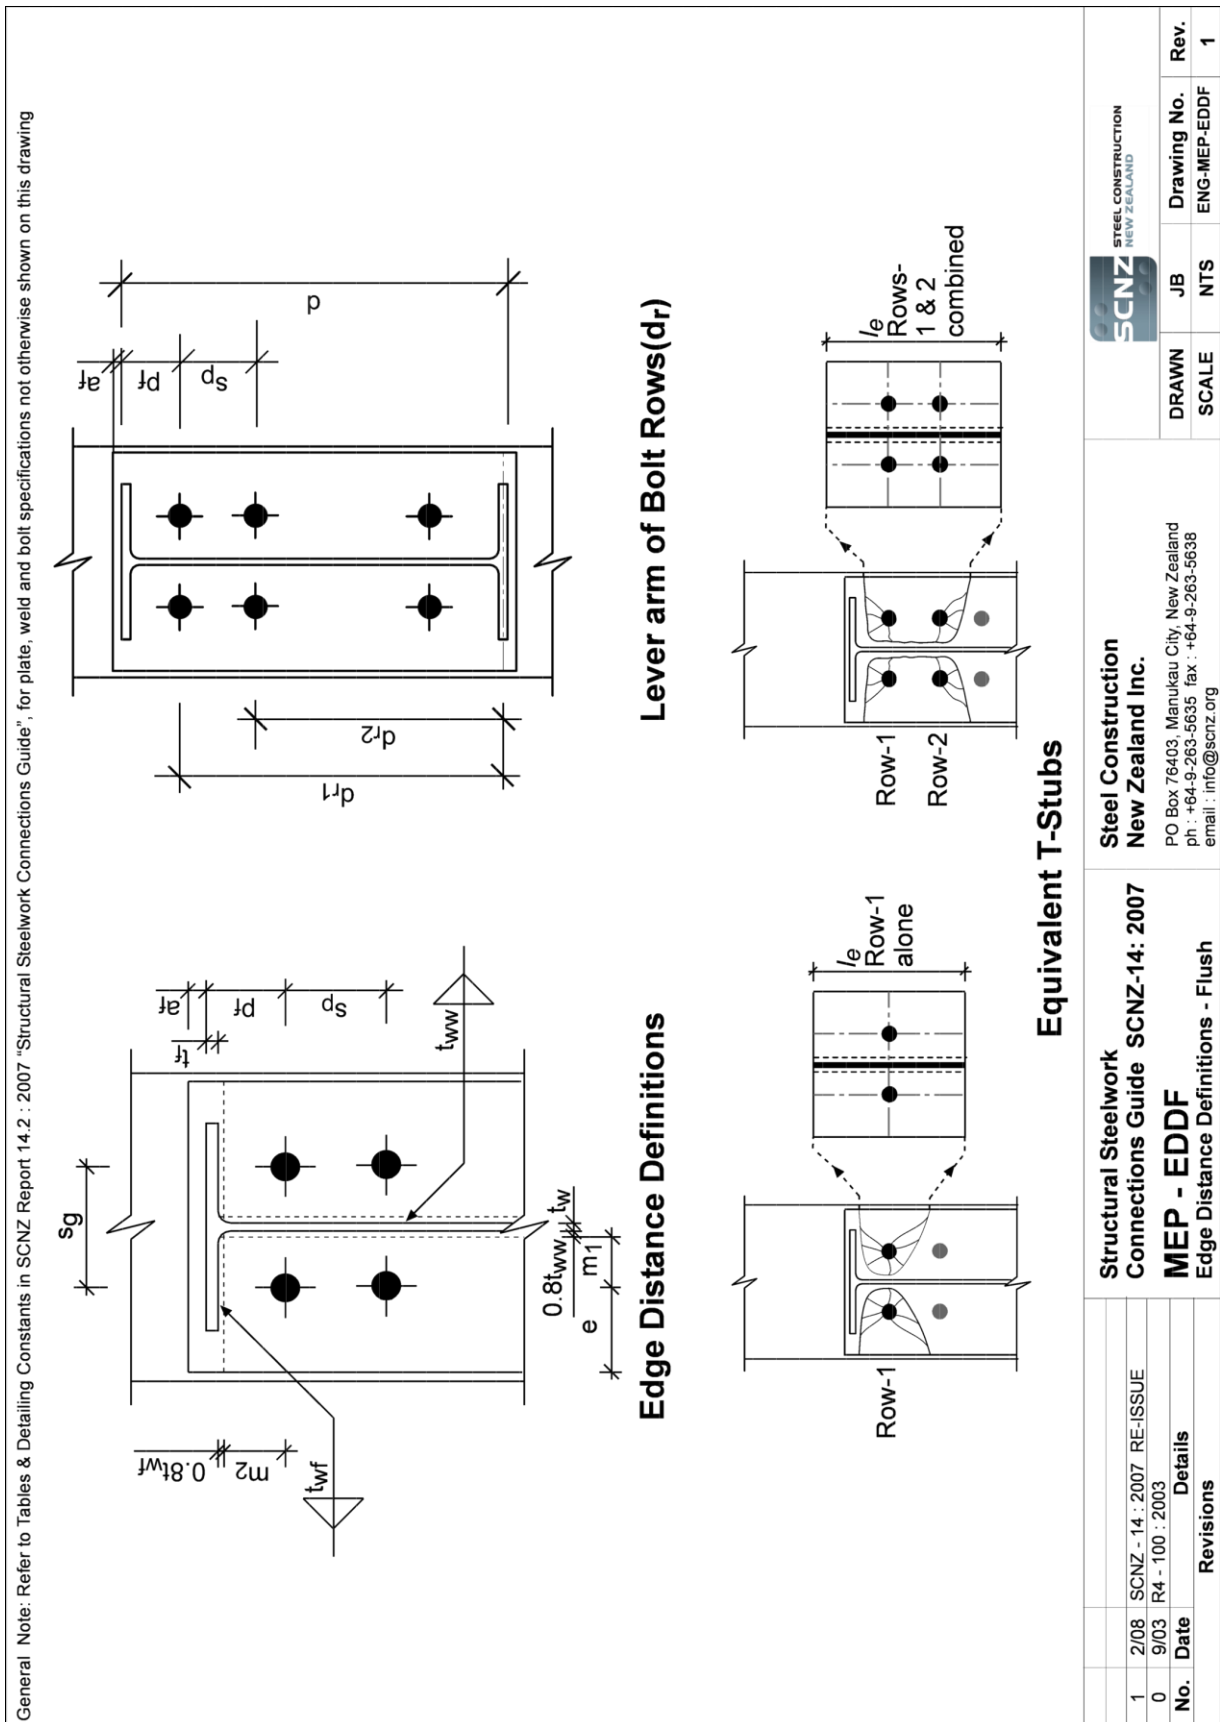 General Note: Refer to Tables & Detailing Constants in SCNZ Report 14.2 : 2007 "Structural Steelwork Connections Guide", for plate, weld and bolt specifications not otherwise shown on this drawing
sg
tf
af
pf
sp
0.8twf
m2
twf
tww
0.8tww
tw
e
m1
Edge Distance Definitions
af
pf
sp
d
dr1
dr2
Lever arm of Bolt Rows(dr)
Row-1
le
Row-1
alone
Row-1
Row-2
le
Rows-
1 & 2
combined
Equivalent T-Stubs
1 2/08 SCNZ - 14 : 2007 RE-ISSUE
0 9/03 R4 - 100 : 2003
No. Date Details
Revisions
Structural Steelwork
Connections Guide SCNZ-14: 2007
MEP - EDDF
Edge Distance Definitions - Flush
Steel Construction
New Zealand Inc.
PO Box 76403, Manukau City, New Zealand
ph : +64-9-263-5635 fax : +64-9-263-5638
email : info@scnz.org
SCNZ STEEL CONSTRUCTION
NEW ZEALAND
DRAWN JB Drawing No. Rev.
SCALE NTS ENG-MEP-EDDF 1